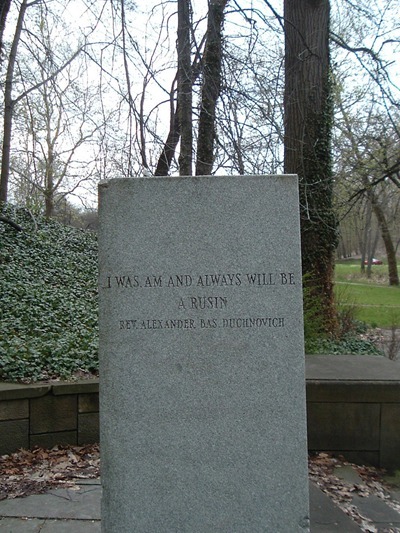 I WAS, AM AND ALWAYS WILL BE
A RUSIN
REV. ALEXANDER BAS. DUCHNOVICH